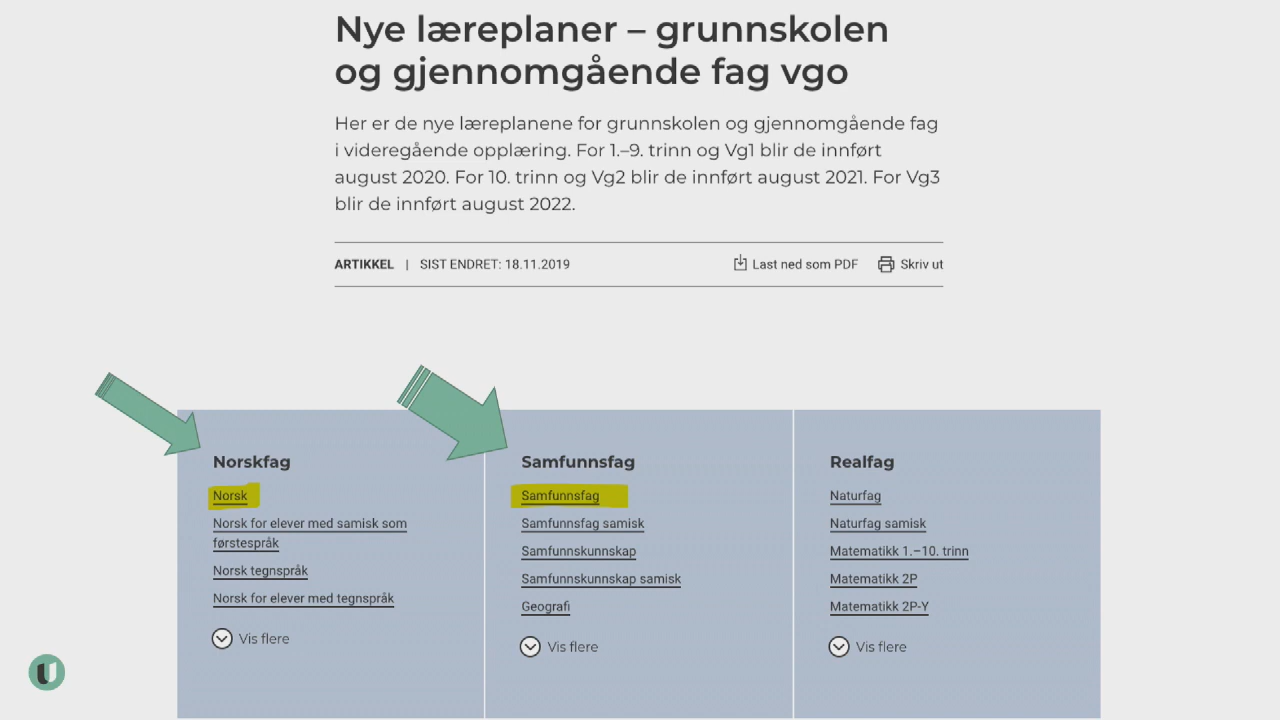 Nye læreplaner – grunnskolen
og gjennomgående fag vgo
Her er de nye læreplanene for grunnskolen og gjennomgående fag
i videregående opplæring. For 1.–9. trinn og Vg1 blir de innført
august 2020. For 10. trinn og Vg2 blir de innført august 2021. For Vg3
blir de innført august 2022.
ARTIKKEL | SIST ENDRET: 18.11.2019
Last ned som PDF
Skriv ut
Norskfag
Norsk
Norsk for elever med samisk som
førstespråk
Norsk tegnspråk
Norsk for elever med tegnspråk
Vis flere
Samfunnsfag
Samfunnsfag
Samfunnsfag samisk
Samfunnskunnskap
Samfunnskunnskap samisk
Geografi
Vis flere
Realfag
Naturfag
Naturfag samisk
Matematikk 1.–10. trinn
Matematikk 2P
Matematikk 2P-Y
Vis flere